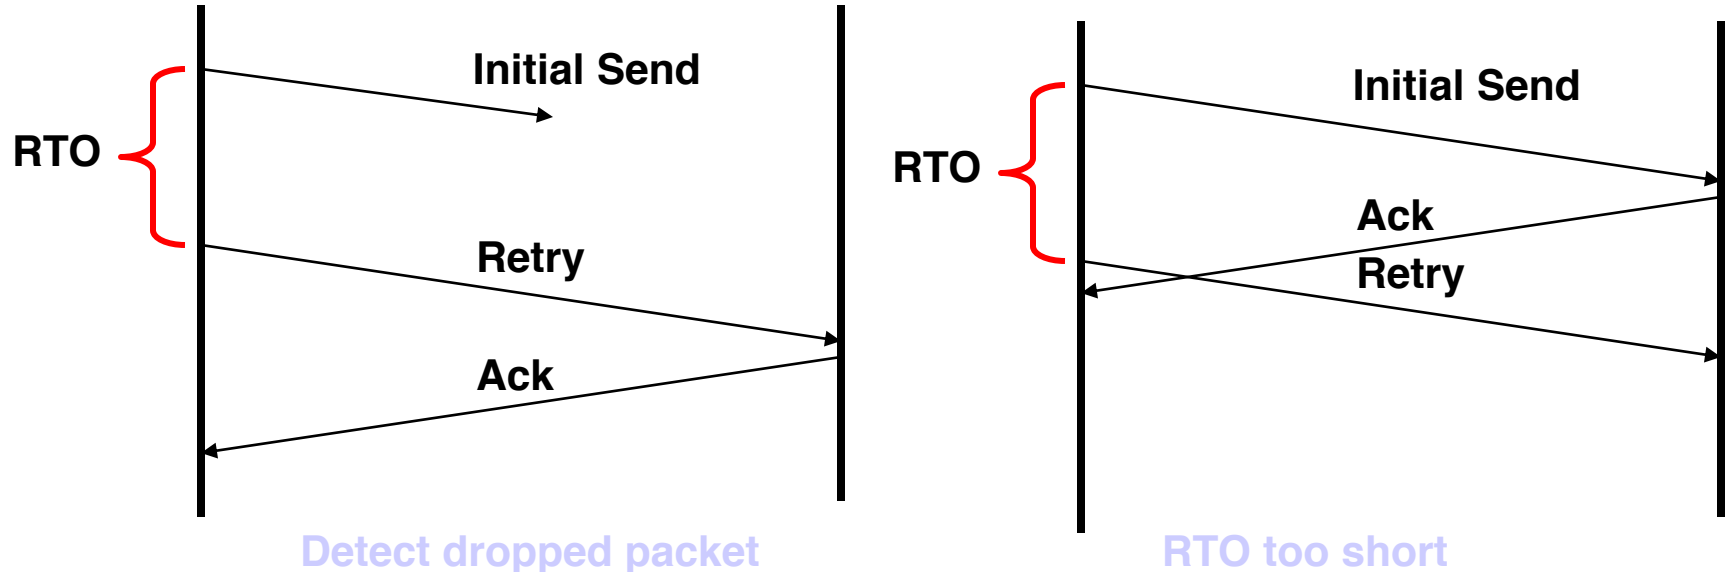 Initial Send
RTO
Retry
Ack
Detect dropped packet
Initial Send
RTO
Ack
Retry
RTO too short